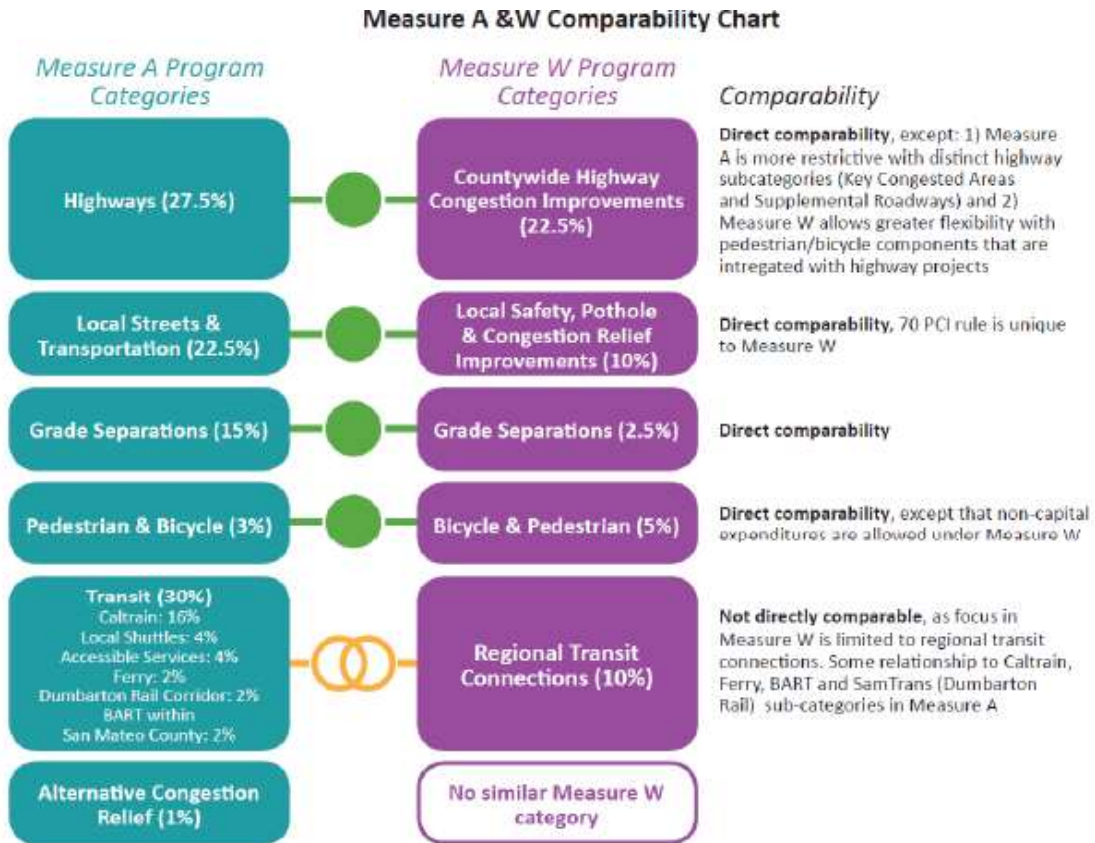 Measure A &W Comparability Chart
Measure A Program
Categories
Measure W Program
Categories
Comparability
Highways (27.5%)
Countywide Highway
Congestion Improvements
(22.5%)
Direct comparability, except: 1) Measure
A is more restrictive with distinct highway
subcategories (Key Congested Areas
and Supplemental Roadways) and 2)
Measure W allows greater flexibility with
pedestrian/bicycle components that are
intregated with highway projects
Local Streets &
Transportation (22.5%)
Local Safety, Pothole
& Congestion Relief
Improvements (10%)
Direct comparability, 70 PCI rule is unique
to Measure W
Grade Separations (15%)
Grade Separations (2.5%)
Direct comparability
Pedestrian & Bicycle (3%)
Bicycle & Pedestrian (5%)
Direct comparability, except that non-capital
expenditures are allowed under Measure W
Transit (30%)
Caltrain: 16%
Local Shuttles: 4%
Accessible Services: 4%
Ferry: 2%
Dumbarton Rail Corridor: 2%
BART within
San Mateo County: 2%
Regional Transit
Connections (10%)
Not directly comparable, as focus in
Measure W is limited to regional transit
connections. Some relationship to Caltrain,
Ferry, BART and SamTrans (Dumbarton
Rail) sub-categories in Measure A
Alternative Congestion
Relief (1%)
No similar Measure W
category